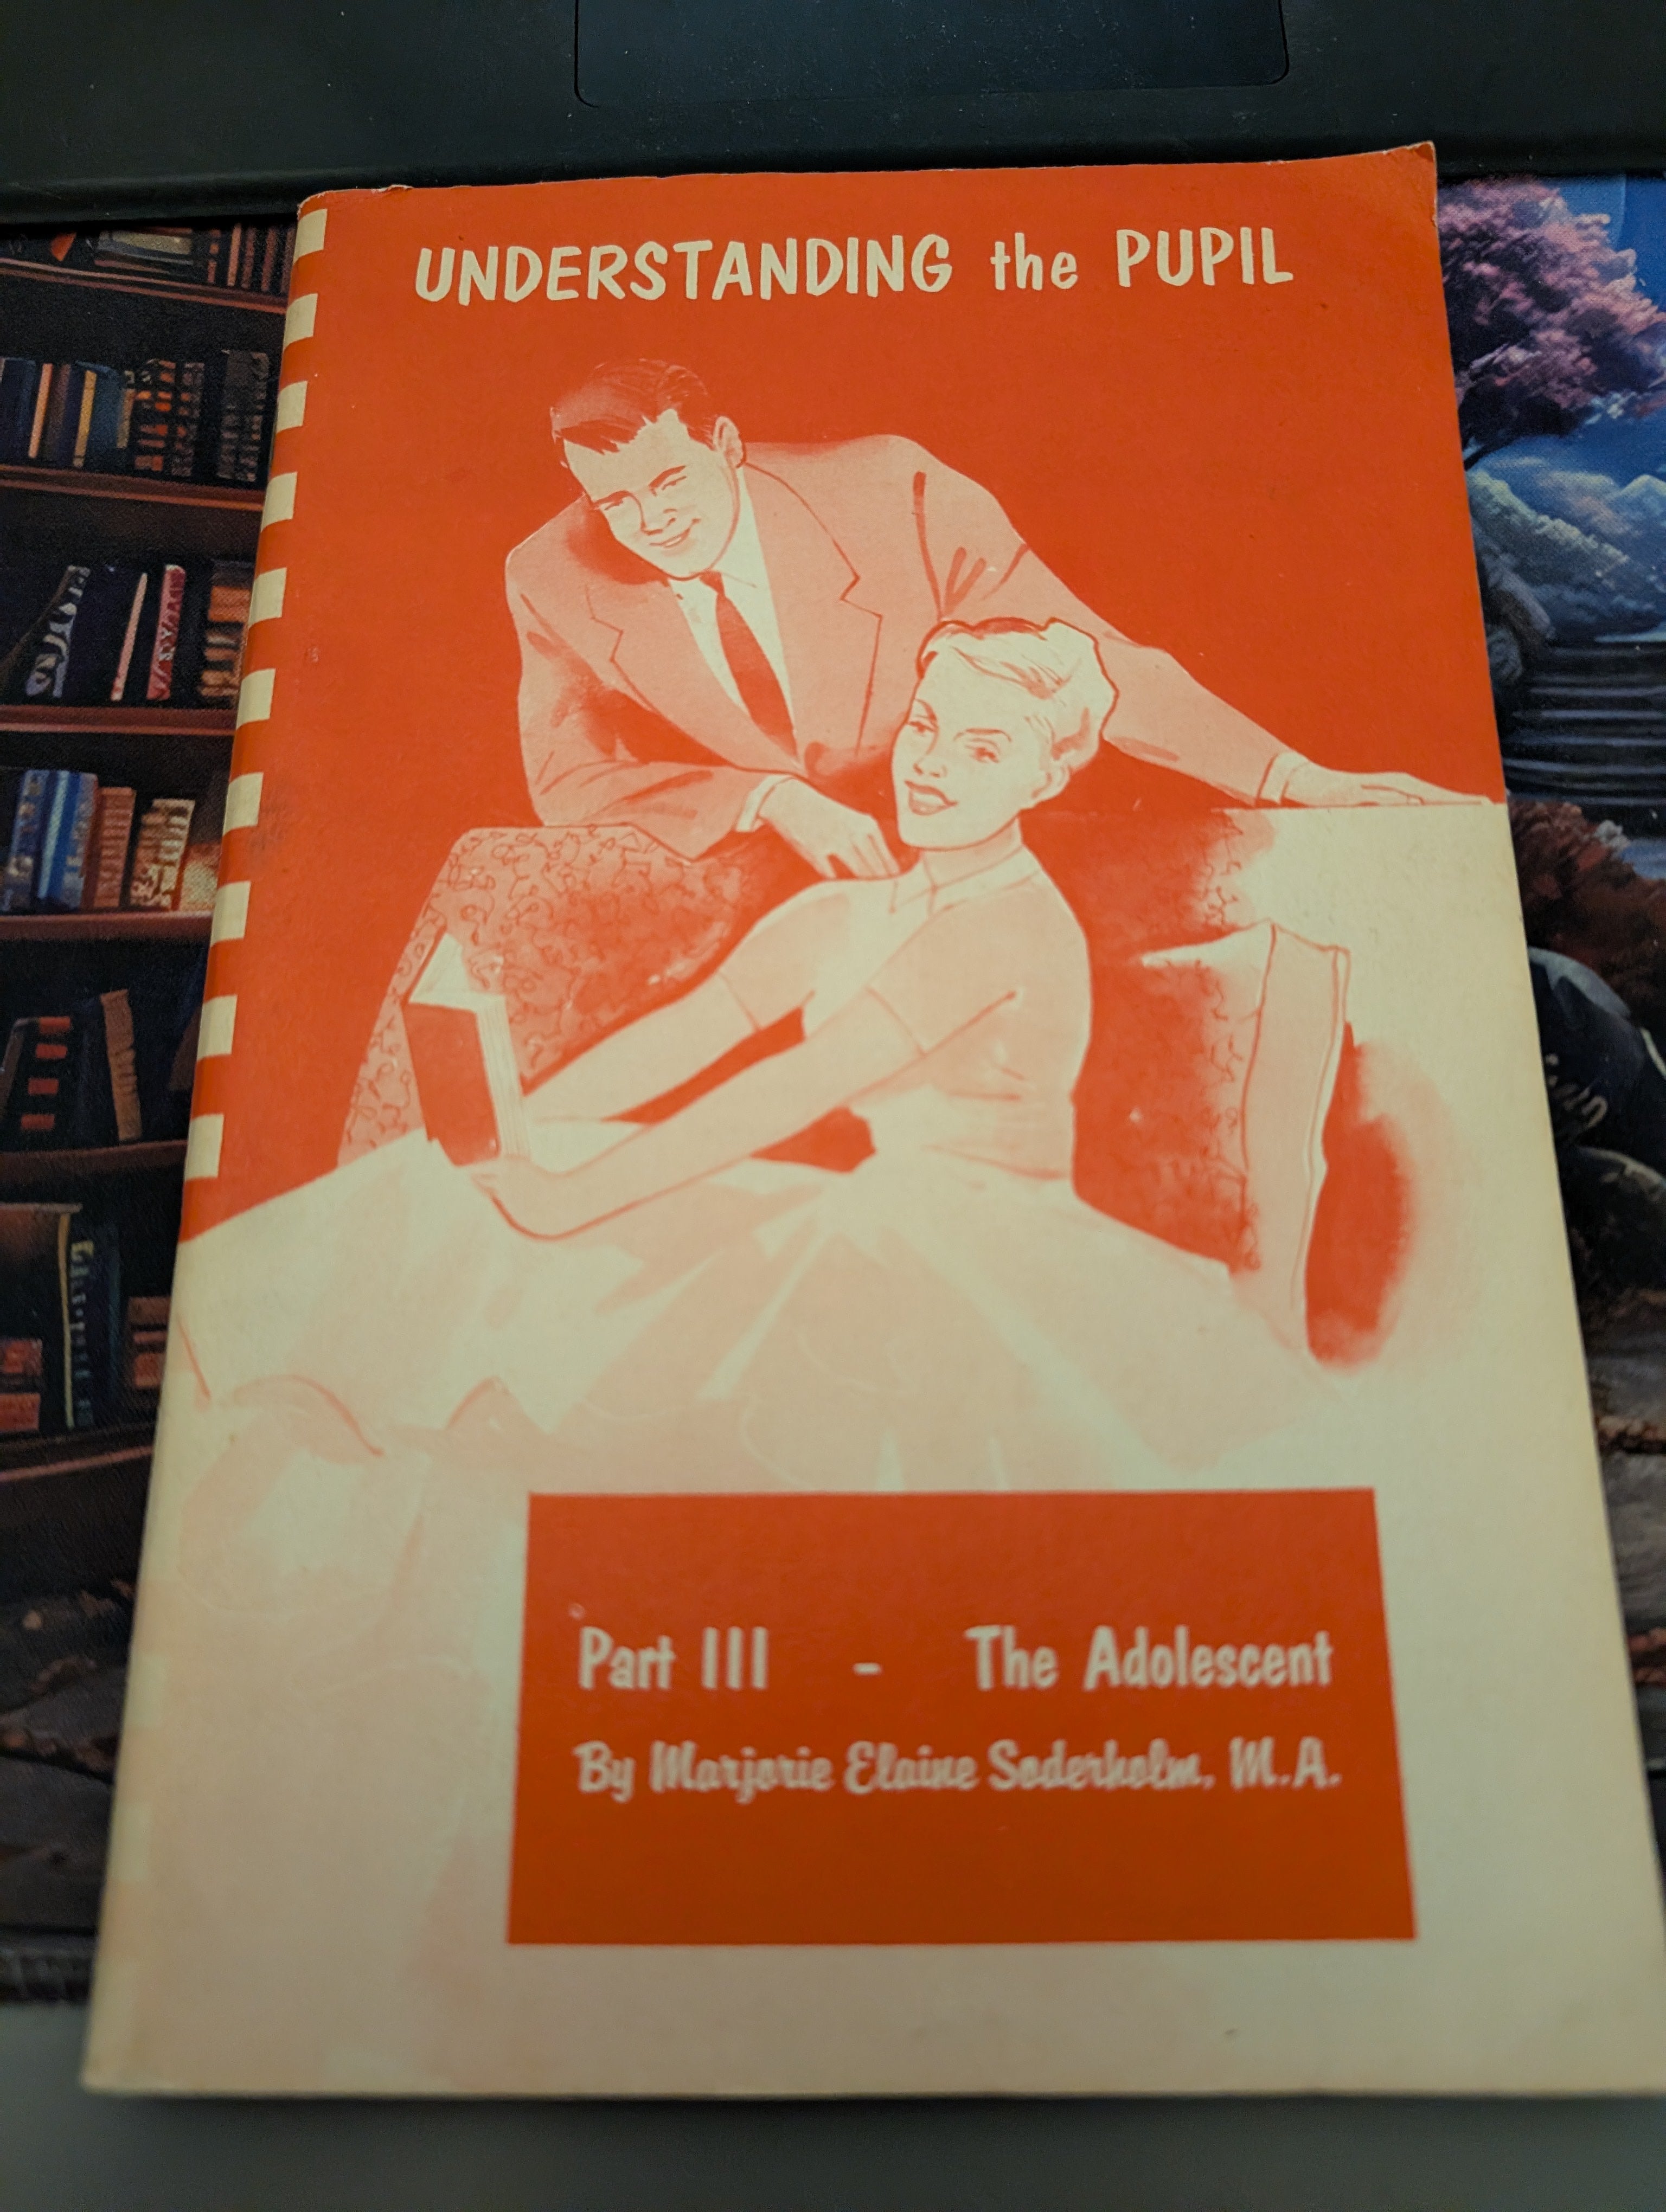 UNDERSTANDING the PUPIL
Part III - The Adolescent
By Marjorie Elaine Soderholm, M.A.